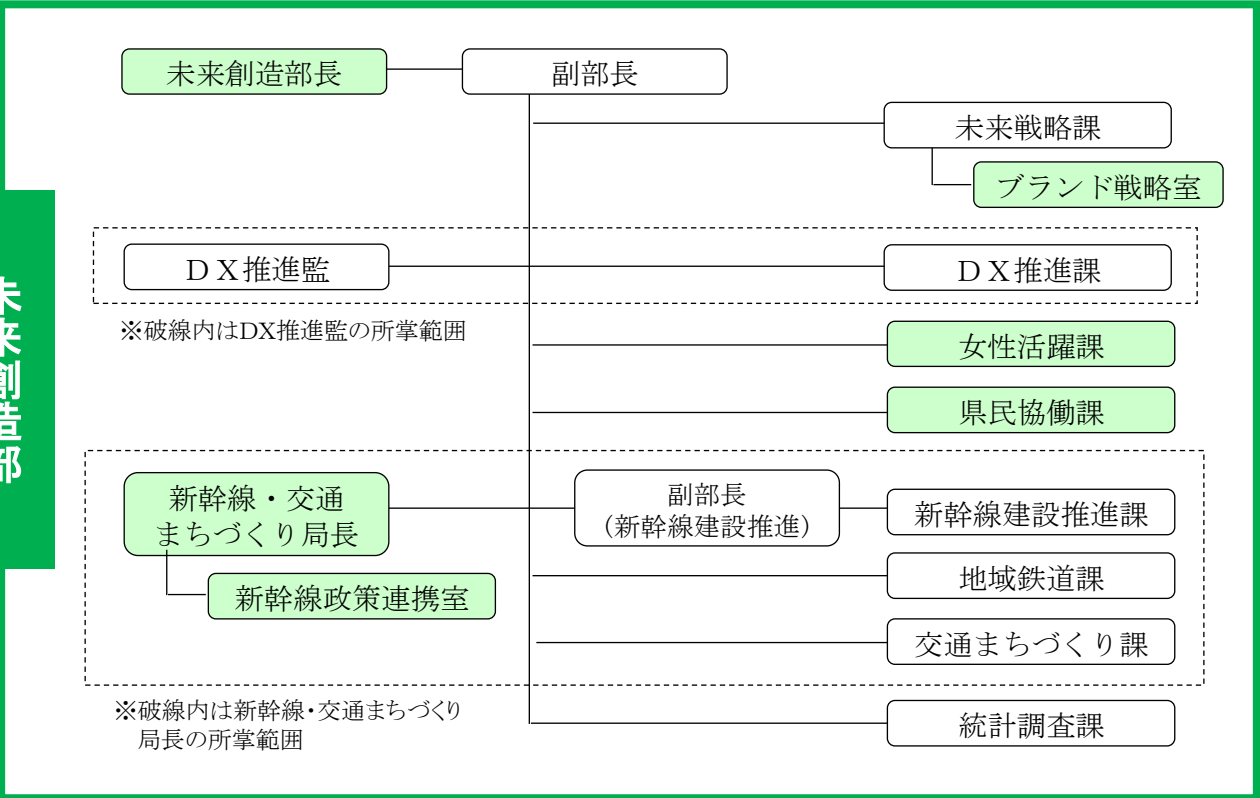 未来創造部
未来創造部長
副部長
未来戦略課
ブランド戦略室
ＤＸ推進監
ＤＸ推進課
※破線内はDX推進監の所掌範囲
女性活躍課
県民協働課
新幹線・交通
まちづくり局長
新幹線政策連携室
副部長
（新幹線建設推進）
新幹線建設推進課
地域鉄道課
交通まちづくり課
※破線内は新幹線・交通まちづくり
局長の所掌範囲
統計調査課